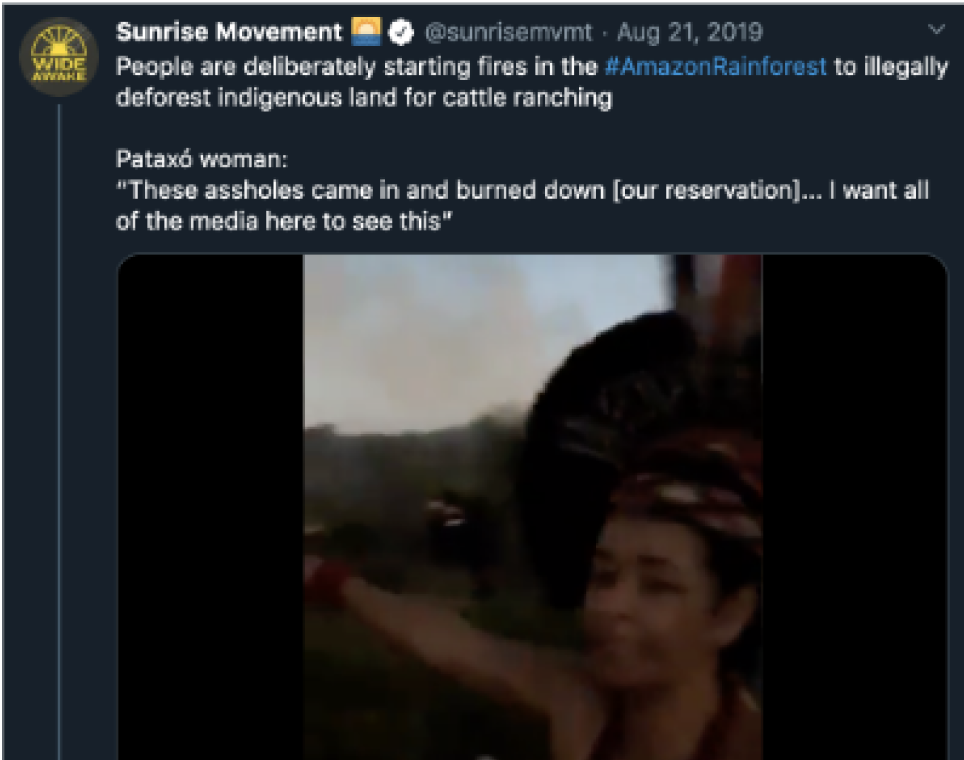 WIDE
AWAKE
Sunrise Movement 🌅 @sunrisemvmt · Aug 21, 2019
People are deliberately starting fires in the #AmazonRainforest to illegally
deforest indigenous land for cattle ranching
Pataxó woman:
"These assholes came in and burned down [our reservation]... I want all
of the media here to see this"